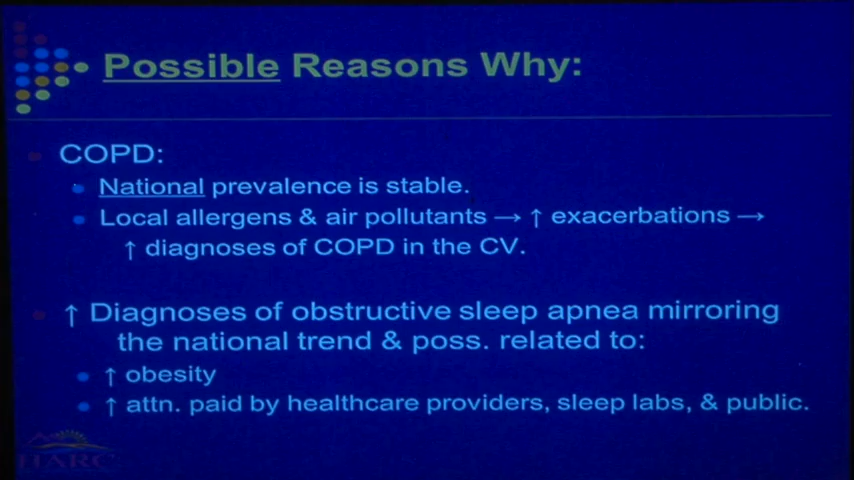 Possible Reasons Why:
COPD:
National prevalence is stable.
Local allergens & air pollutants → ↑ exacerbations →
↑ diagnoses of COPD in the CV.
↑ Diagnoses of obstructive sleep apnea mirroring
the national trend & poss. related to:
↑ obesity
↑ attn. paid by healthcare providers, sleep labs, & public.
HARC